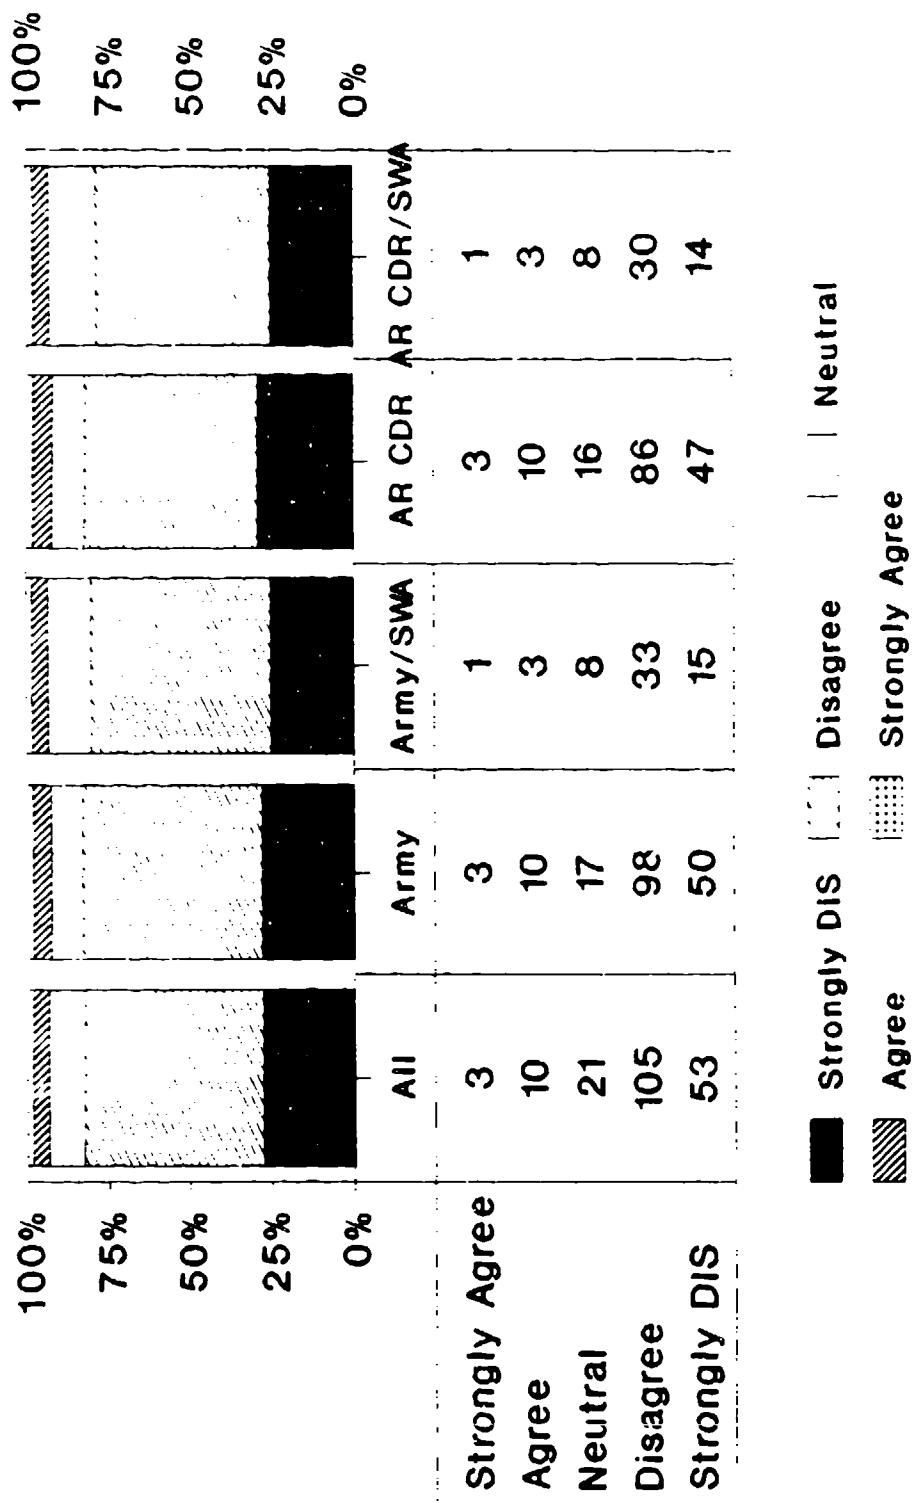 100% 100%
75% 75%
50% 50%
25% 25%
0% 0%
All Army Army/SWA AR CDR AR CDR/SWA
Strongly Agree 3 3 1 3 1
Agree 10 10 3 10 3
Neutral 21 17 8 16 8
Disagree 105 98 33 86 30
Strongly DIS 53 50 15 47 14
Strongly DIS Disagree Neutral
Agree Strongly Agree